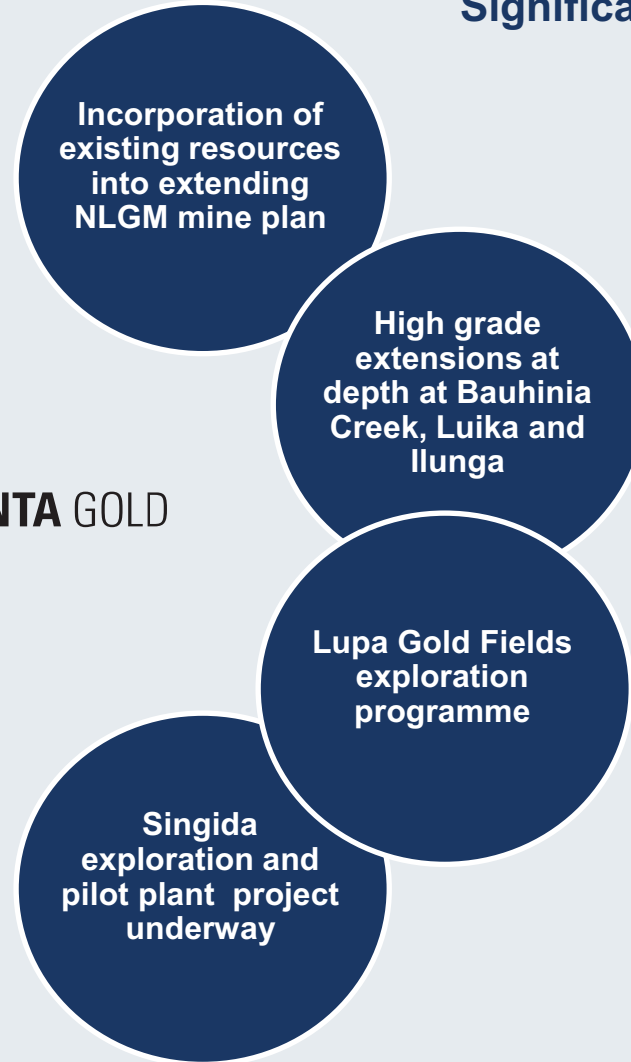 Significa
Incorporation of
existing resources
into extending
NLGM mine plan
High grade
extensions at
depth at Bauhinia
Creek, Luika and
Ilunga
NTA GOLD
Lupa Gold Fields
exploration
programme
Singida
exploration and
pilot plant project
underway